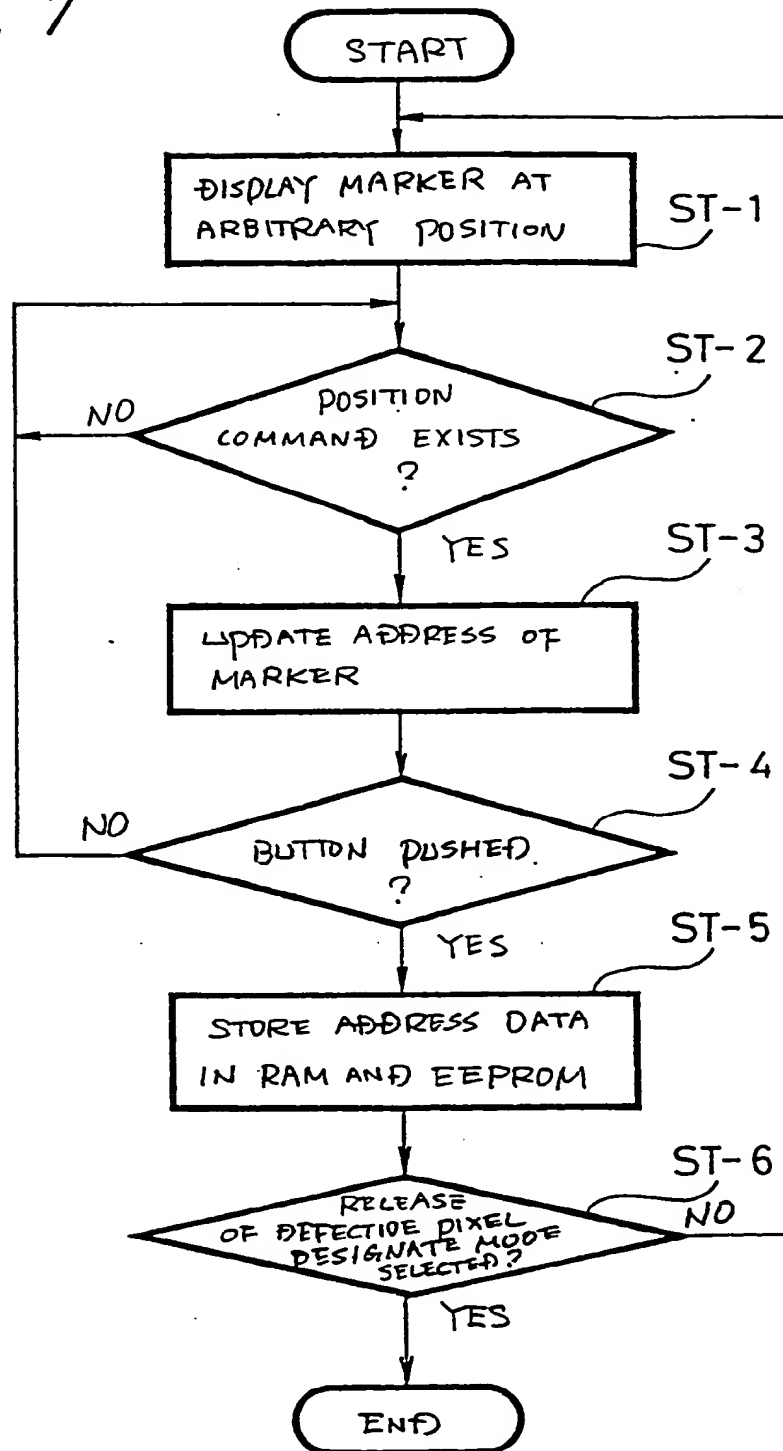 START
DISPLAY MARKER AT
ARBITRARY POSITION
ST-1
ST-2
POSITION
COMMAND EXISTS
?
NO
YES
ST-3
UPDATE ADDRESS OF
MARKER
ST-4
NO
BUTTON PUSHED
?
YES
ST-5
STORE ADDRESS DATA
IN RAM AND EEPROM
ST-6
RELEASE
OF DEFECTIVE PIXEL
DESIGNATE MODE
SELECTED?
NO
YES
END